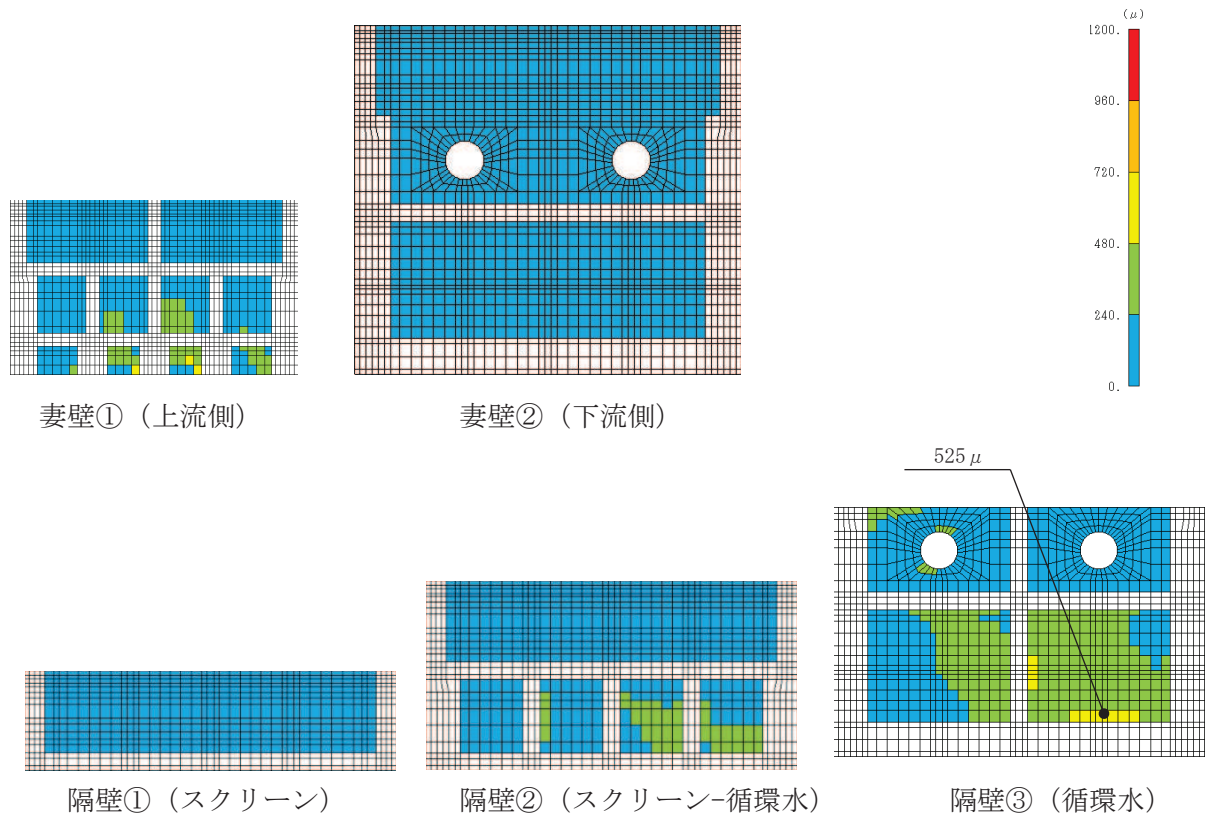 (μ)
1200.
960.
720.
480.
240.
0.
妻壁①（上流側）
妻壁②（下流側）
525μ
隔壁①（スクリーン）
隔壁②（スクリーン-循環水）
隔壁③（循環水）